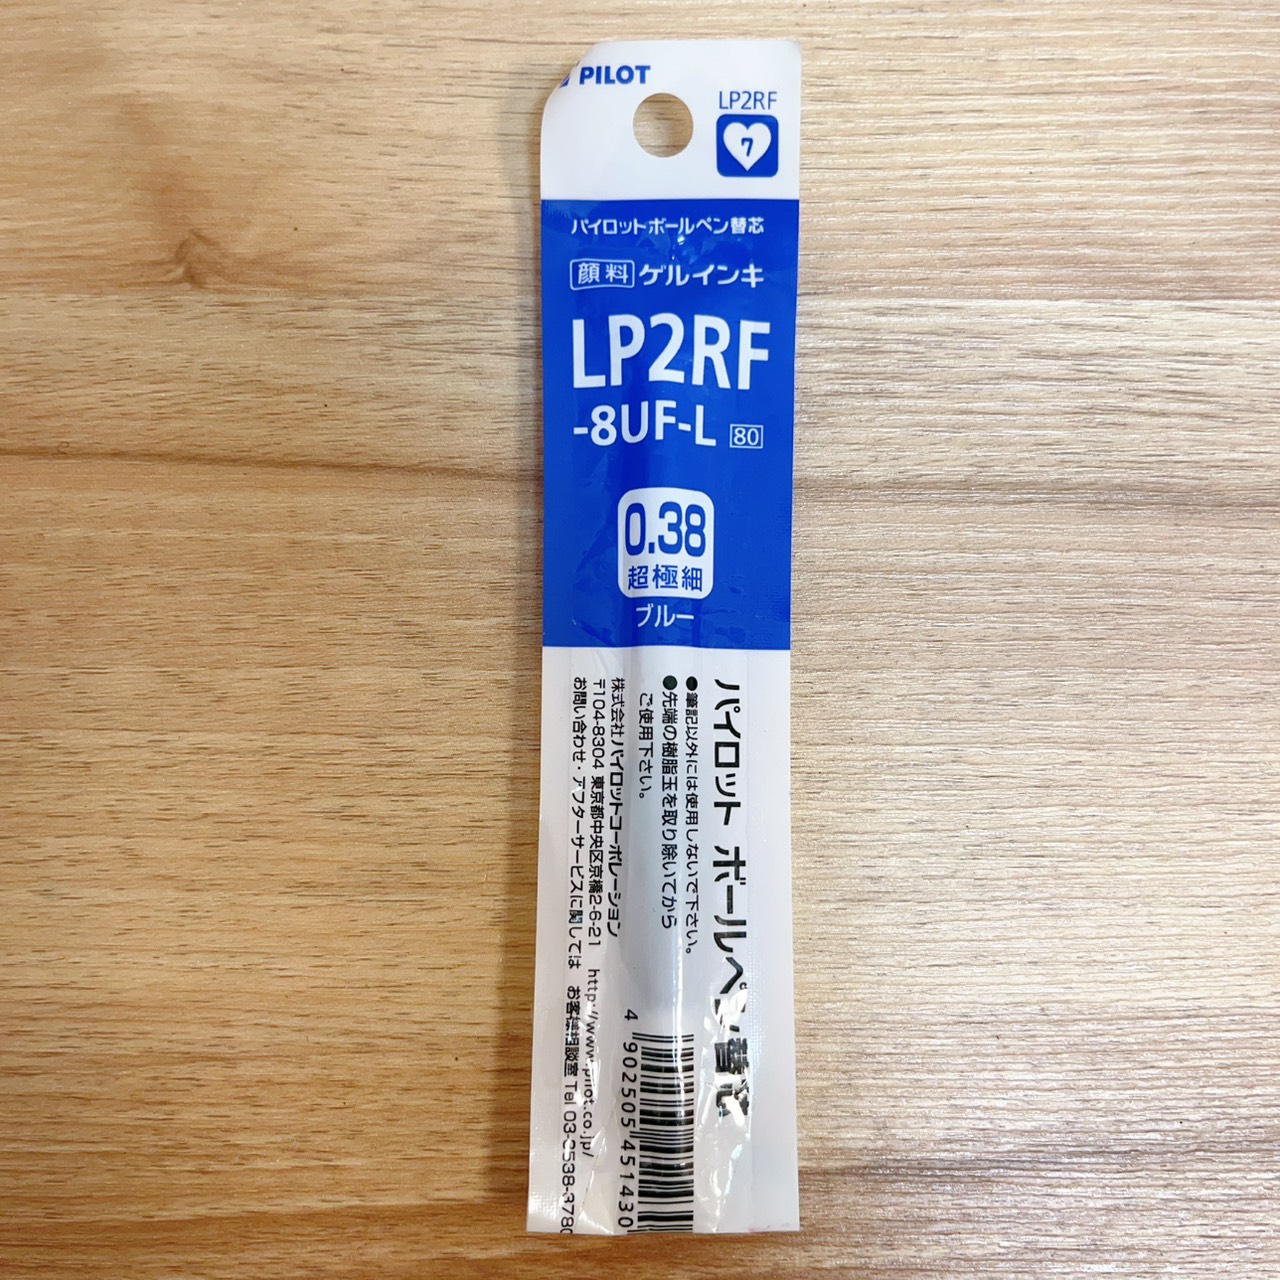 PILOT
LP2RF
7
パイロットボールペン替芯
顔料 ゲルインキ
LP2RF
-8UF-L 80
0.38
超極細
ブルー
パイロット ボールペン替芯
●筆記以外には使用しないで下さい。
●先端の樹脂玉を取り除いてから
ご使用下さい。
株式会社パイロットコーポレーション
〒104-8304 東京都中央区京橋2-6-21 http://www.pilot.co.jp/
お問い合わせ・アフターサービスに関しては お客様相談室 Tel 03-3538-3780
4 902505 451430